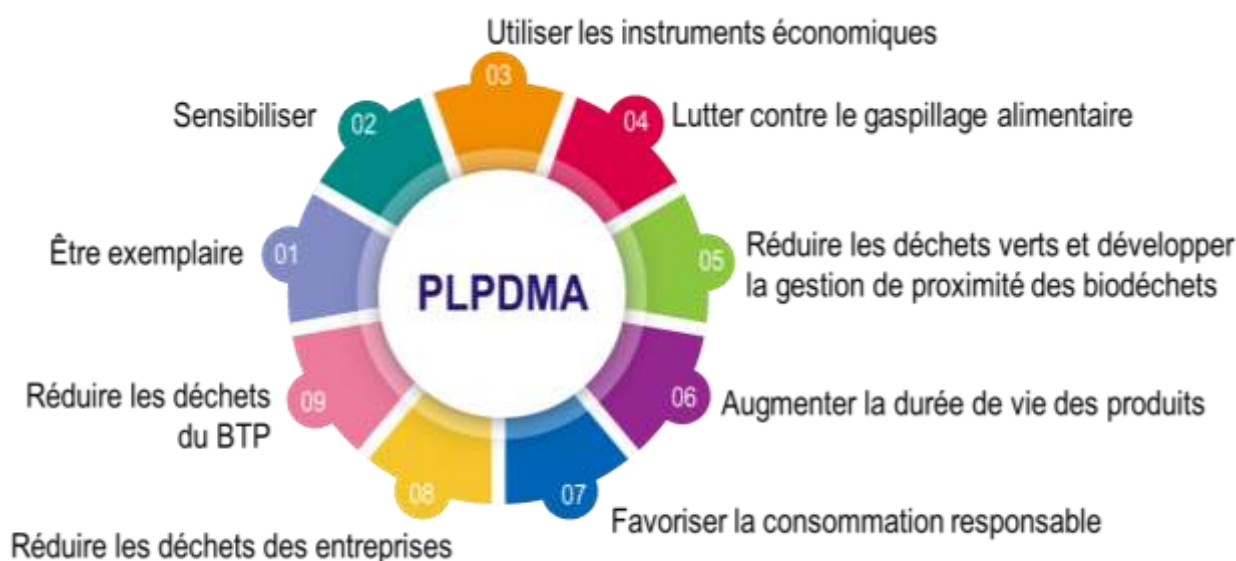 Utiliser les instruments économiques
03
Sensibiliser
02
04
Lutter contre le gaspillage alimentaire
Être exemplaire
01
05
Réduire les déchets verts et développer
la gestion de proximité des biodéchets
PLPDMA
Réduire les déchets
du BTP
09
06
Augmenter la durée de vie des produits
08
07
Favoriser la consommation responsable
Réduire les déchets des entreprises